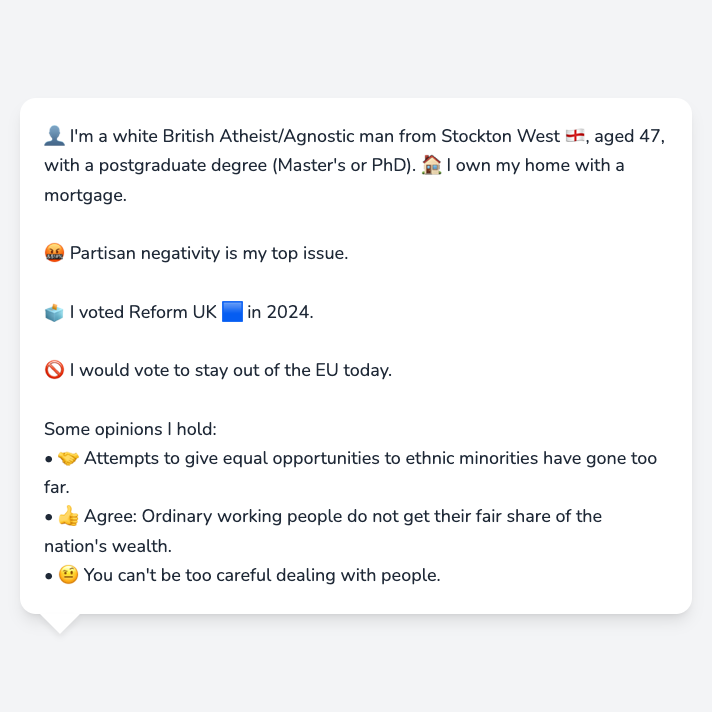 👤 I'm a white British Atheist/Agnostic man from Stockton West 🏴󠁧󠁢󠁥󠁮󠁧󠁿, aged 47,
with a postgraduate degree (Master's or PhD). 🏠 I own my home with a
mortgage.
🤬 Partisan negativity is my top issue.
🗳️ I voted Reform UK 🟦 in 2024.
🚫 I would vote to stay out of the EU today.
Some opinions I hold:
• 🤝 Attempts to give equal opportunities to ethnic minorities have gone too
far.
• 👍 Agree: Ordinary working people do not get their fair share of the
nation's wealth.
• 🤨 You can't be too careful dealing with people.